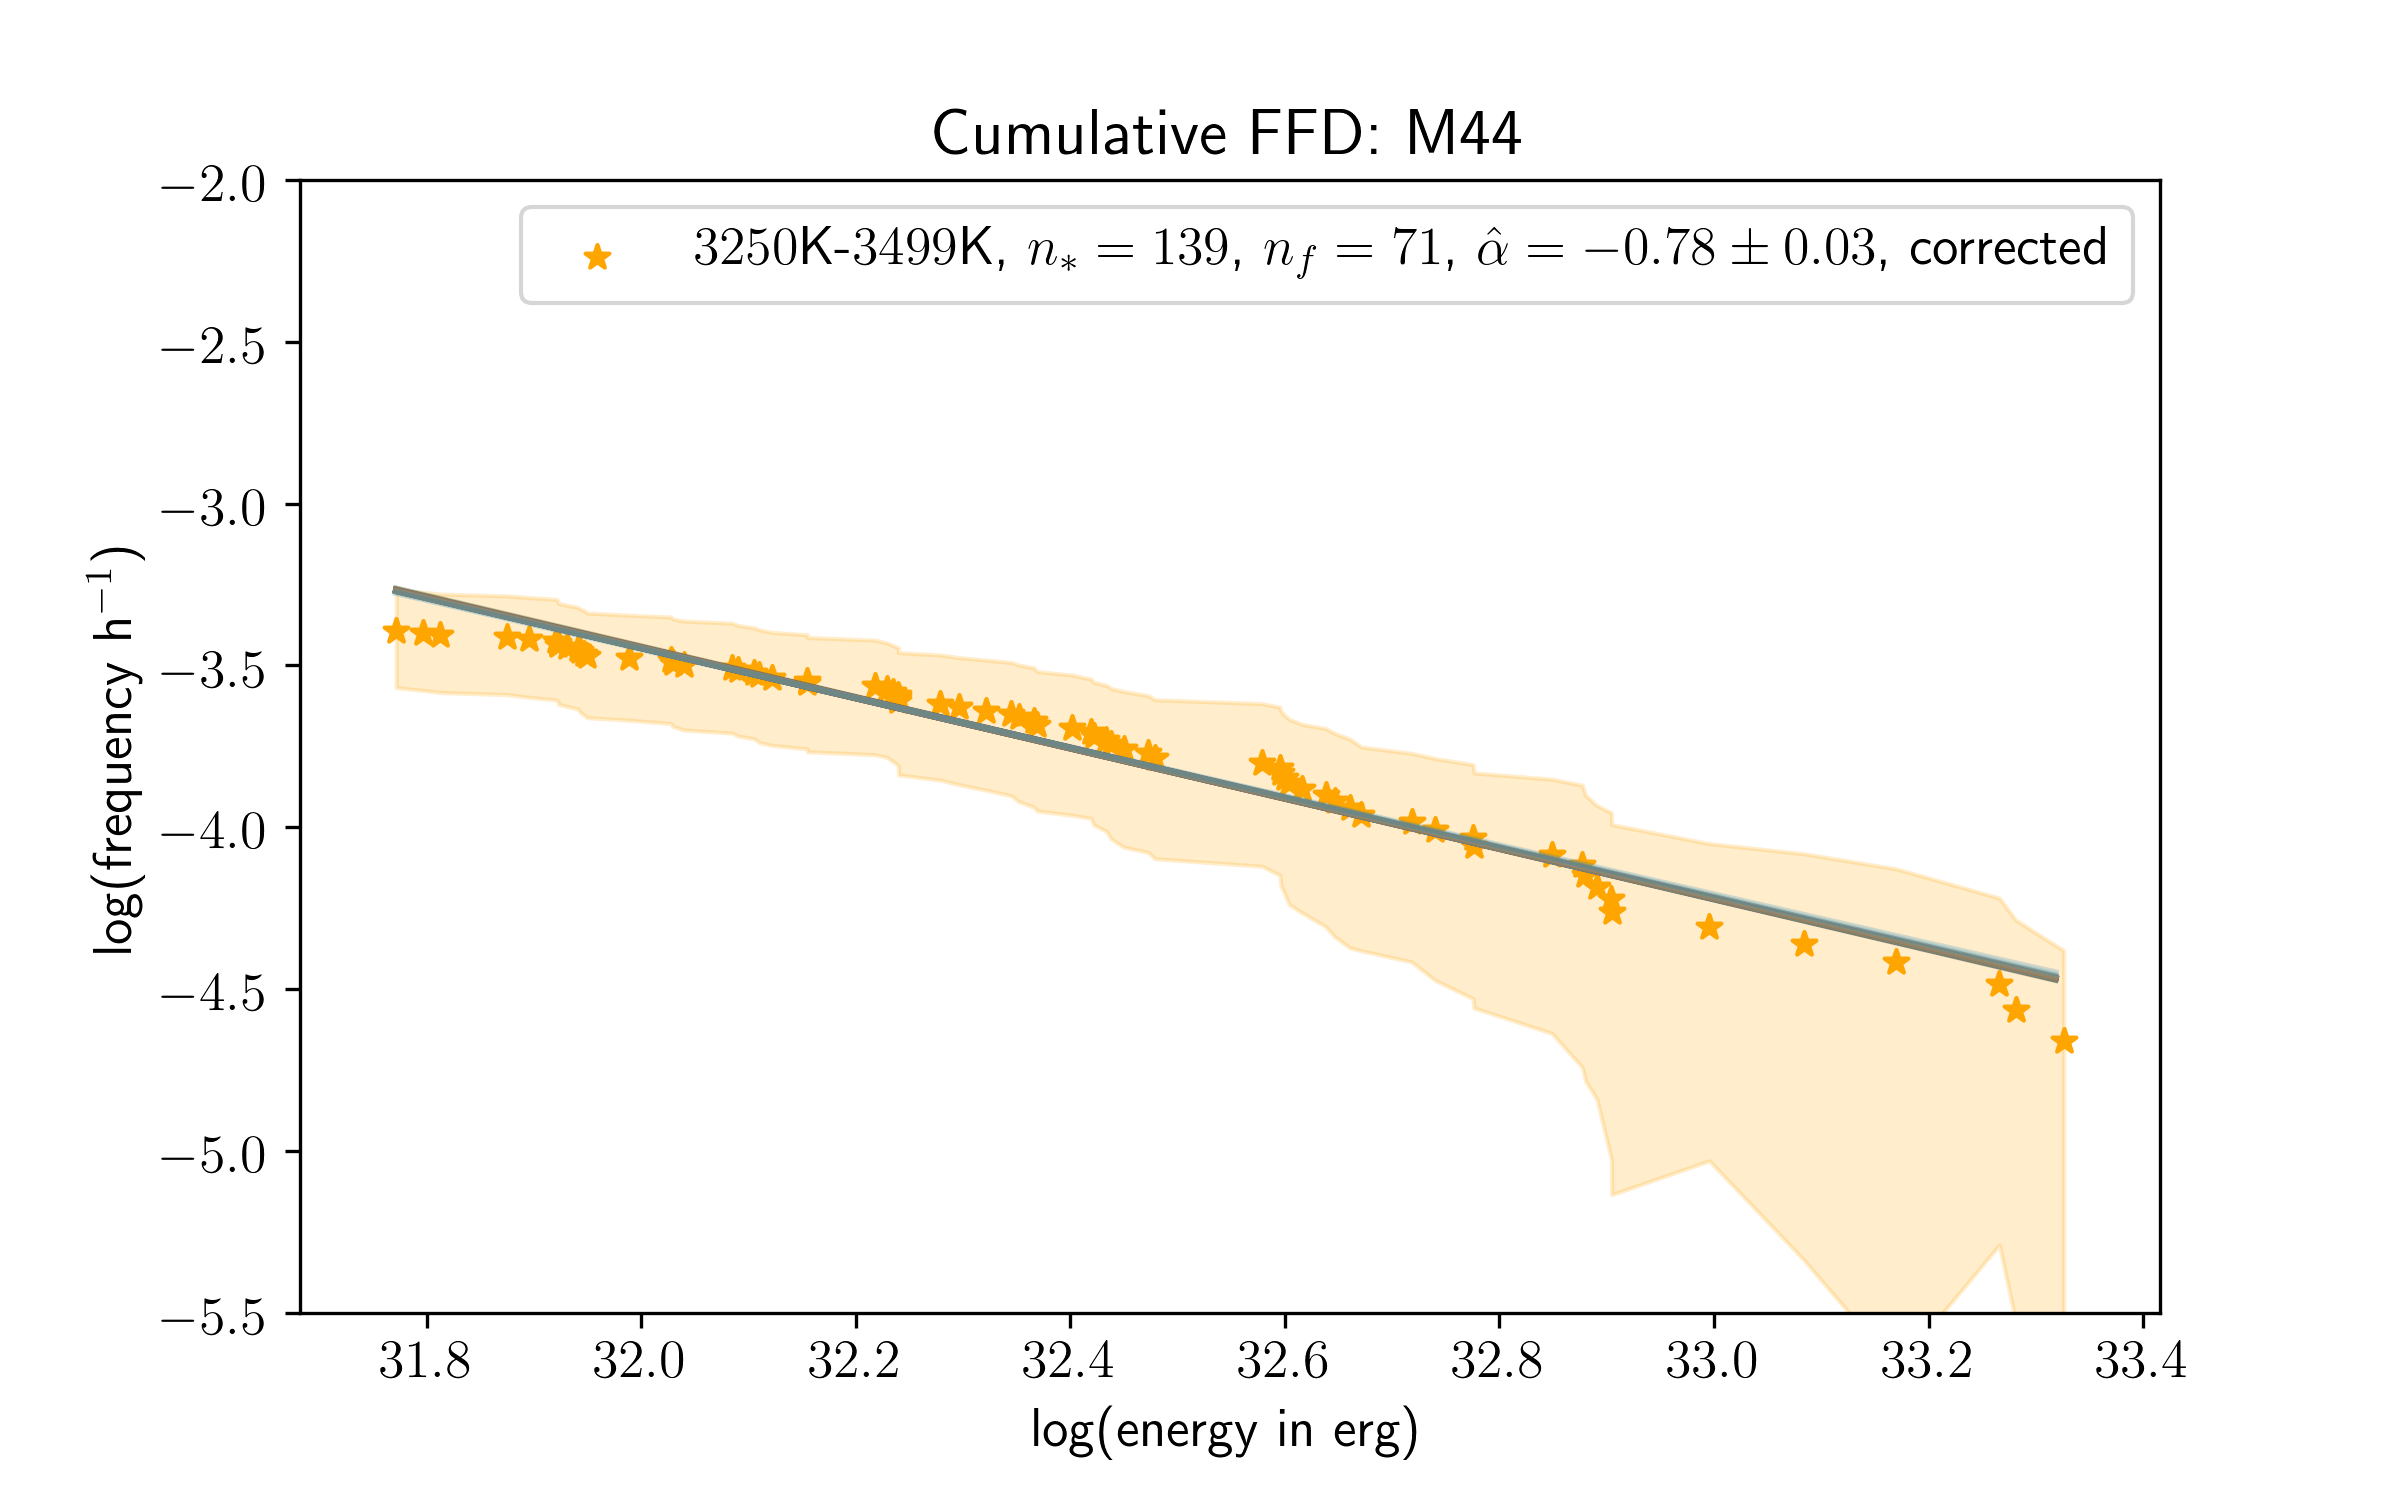 Cumulative FFD: M44
3250K-3499K, n* = 139, nf = 71, α̂ = −0.78 ± 0.03, corrected
log(frequency h⁻¹)
−2.0
−2.5
−3.0
−3.5
−4.0
−4.5
−5.0
−5.5
31.8 32.0 32.2 32.4 32.6 32.8 33.0 33.2 33.4
log(energy in erg)